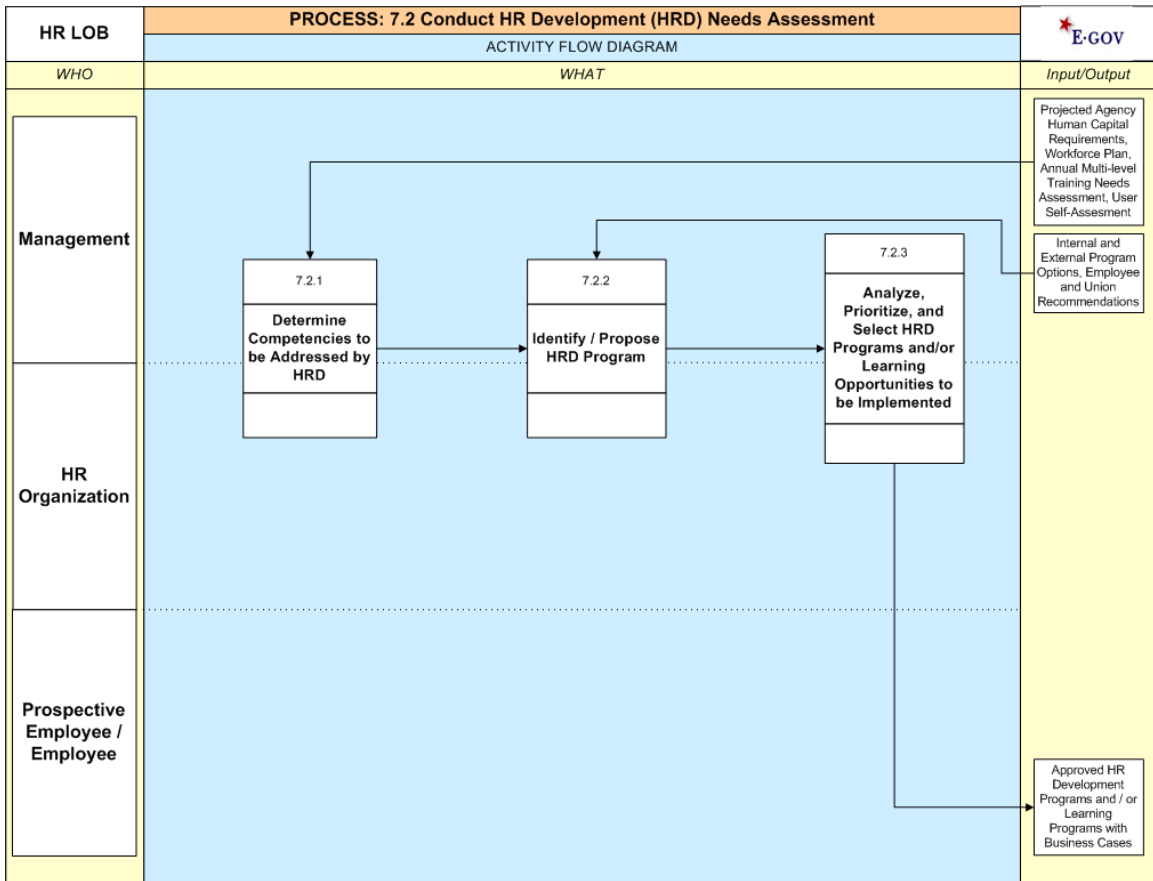 HR LOB
PROCESS: 7.2 Conduct HR Development (HRD) Needs Assessment
ACTIVITY FLOW DIAGRAM
E-GOV
WHO
WHAT
Input/Output
Management
HR
Organization
Prospective
Employee /
Employee
7.2.1
Determine
Competencies to
be Addressed by
HRD
7.2.2
Identify / Propose
HRD Program
7.2.3
Analyze,
Prioritize, and
Select HRD
Programs and/or
Learning
Opportunities to
be Implemented
Projected Agency
Human Capital
Requirements,
Workforce Plan,
Annual Multi-level
Training Needs
Assessment, User
Self-Assesment
Internal and
External Program
Options, Employee
and Union
Recommendations
Approved HR
Development
Programs and / or
Learning
Programs with
Business Cases